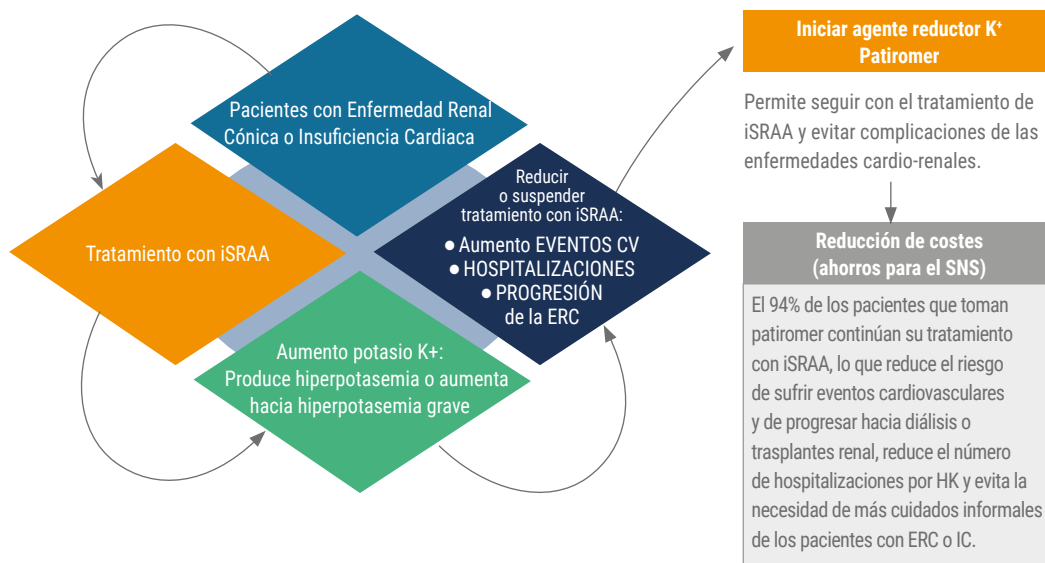 Pacientes con Enfermedad Renal
Cónica o Insuficiencia Cardiaca
Tratamiento con iSRAA
Aumento potasio K+:
Produce hiperpotasemia o aumenta
hacia hiperpotasemia grave
Reducir
o suspender
tratamiento con iSRAA:
● Aumento EVENTOS CV
● HOSPITALIZACIONES
● PROGRESIÓN
de la ERC
Iniciar agente reductor K⁺
Patiromer
Permite seguir con el tratamiento de
iSRAA y evitar complicaciones de las
enfermedades cardio-renales.
Reducción de costes
(ahorros para el SNS)
El 94% de los pacientes que toman
patiromer continúan su tratamiento
con iSRAA, lo que reduce el riesgo
de sufrir eventos cardiovasculares
y de progresar hacia diálisis o
trasplantes renal, reduce el número
de hospitalizaciones por HK y evita la
necesidad de más cuidados informales
de los pacientes con ERC o IC.